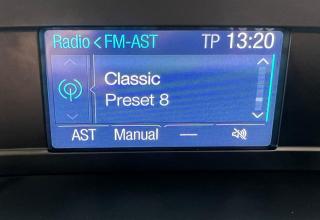 Radio < FM-AST TP 13:20
Classic
Preset 8
AST Manual —